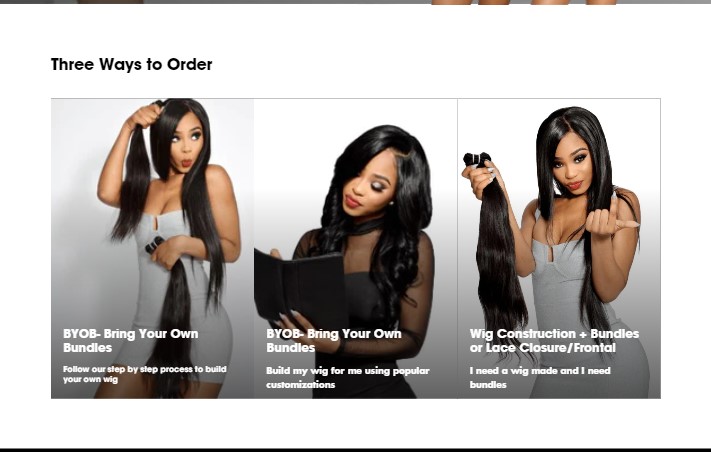 Three Ways to Order
BYOB- Bring Your Own
Bundles
Follow our step by step process to build
your own wig
BYOB- Bring Your Own
Bundles
Build my wig for me using popular
customizations
Wig Construction + Bundles
or Lace Closure/Frontal
I need a wig made and I need
bundles